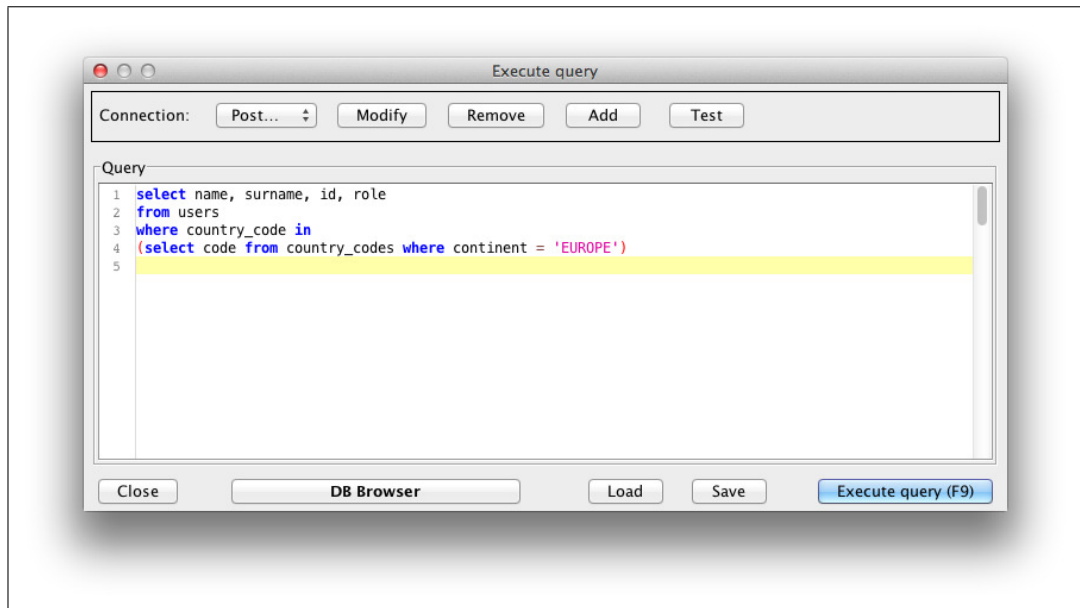 Execute query
Connection: Post... Modify Remove Add Test
Query
1 select name, surname, id, role
2 from users
3 where country_code in
4 (select code from country_codes where continent = 'EUROPE')
5
Close DB Browser Load Save Execute query (F9)